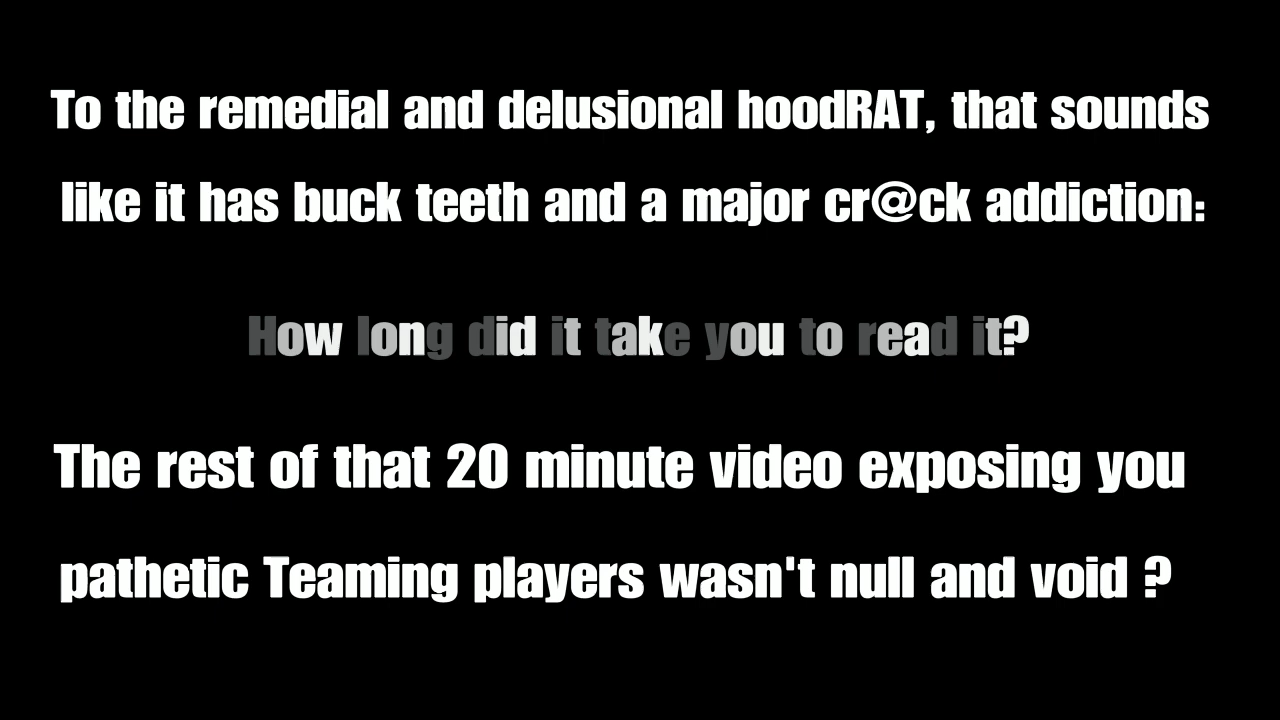 To the remedial and delusional hoodRAT, that sounds
like it has buck teeth and a major cr@ck addiction:
How long did it take you to read it?
The rest of that 20 minute video exposing you
pathetic Teaming players wasn't null and void ?